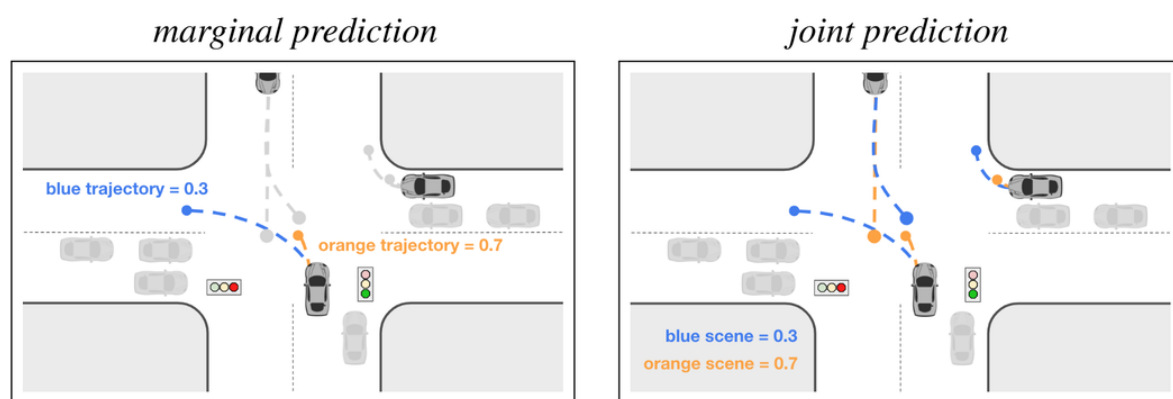 marginal prediction
joint prediction
blue trajectory = 0.3
orange trajectory = 0.7
blue scene = 0.3
orange scene = 0.7